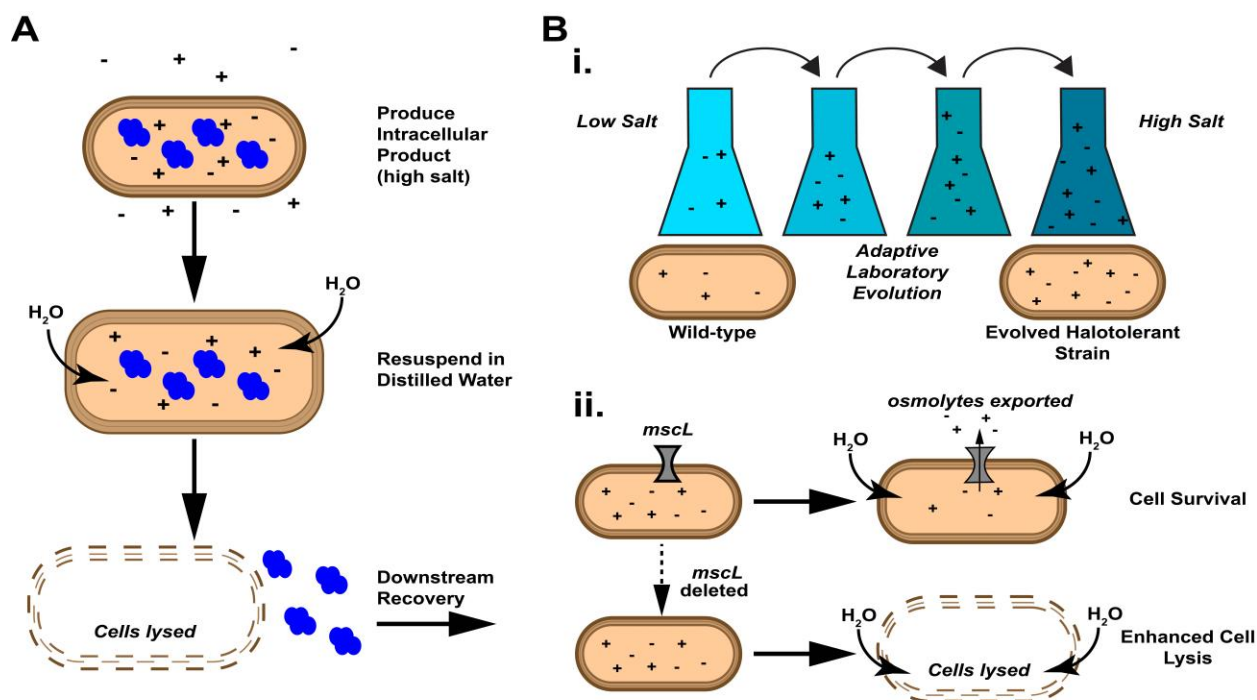 A
Produce
Intracellular
Product
(high salt)
H₂O
H₂O
Resuspend in
Distilled Water
Cells lysed
Downstream
Recovery
B
i.
Low Salt
High Salt
Adaptive
Laboratory
Evolution
Wild-type
Evolved Halotolerant
Strain
ii.
mscL
osmolytes exported
H₂O
H₂O
Cell Survival
mscL
deleted
H₂O
H₂O
Cells lysed
Enhanced Cell
Lysis